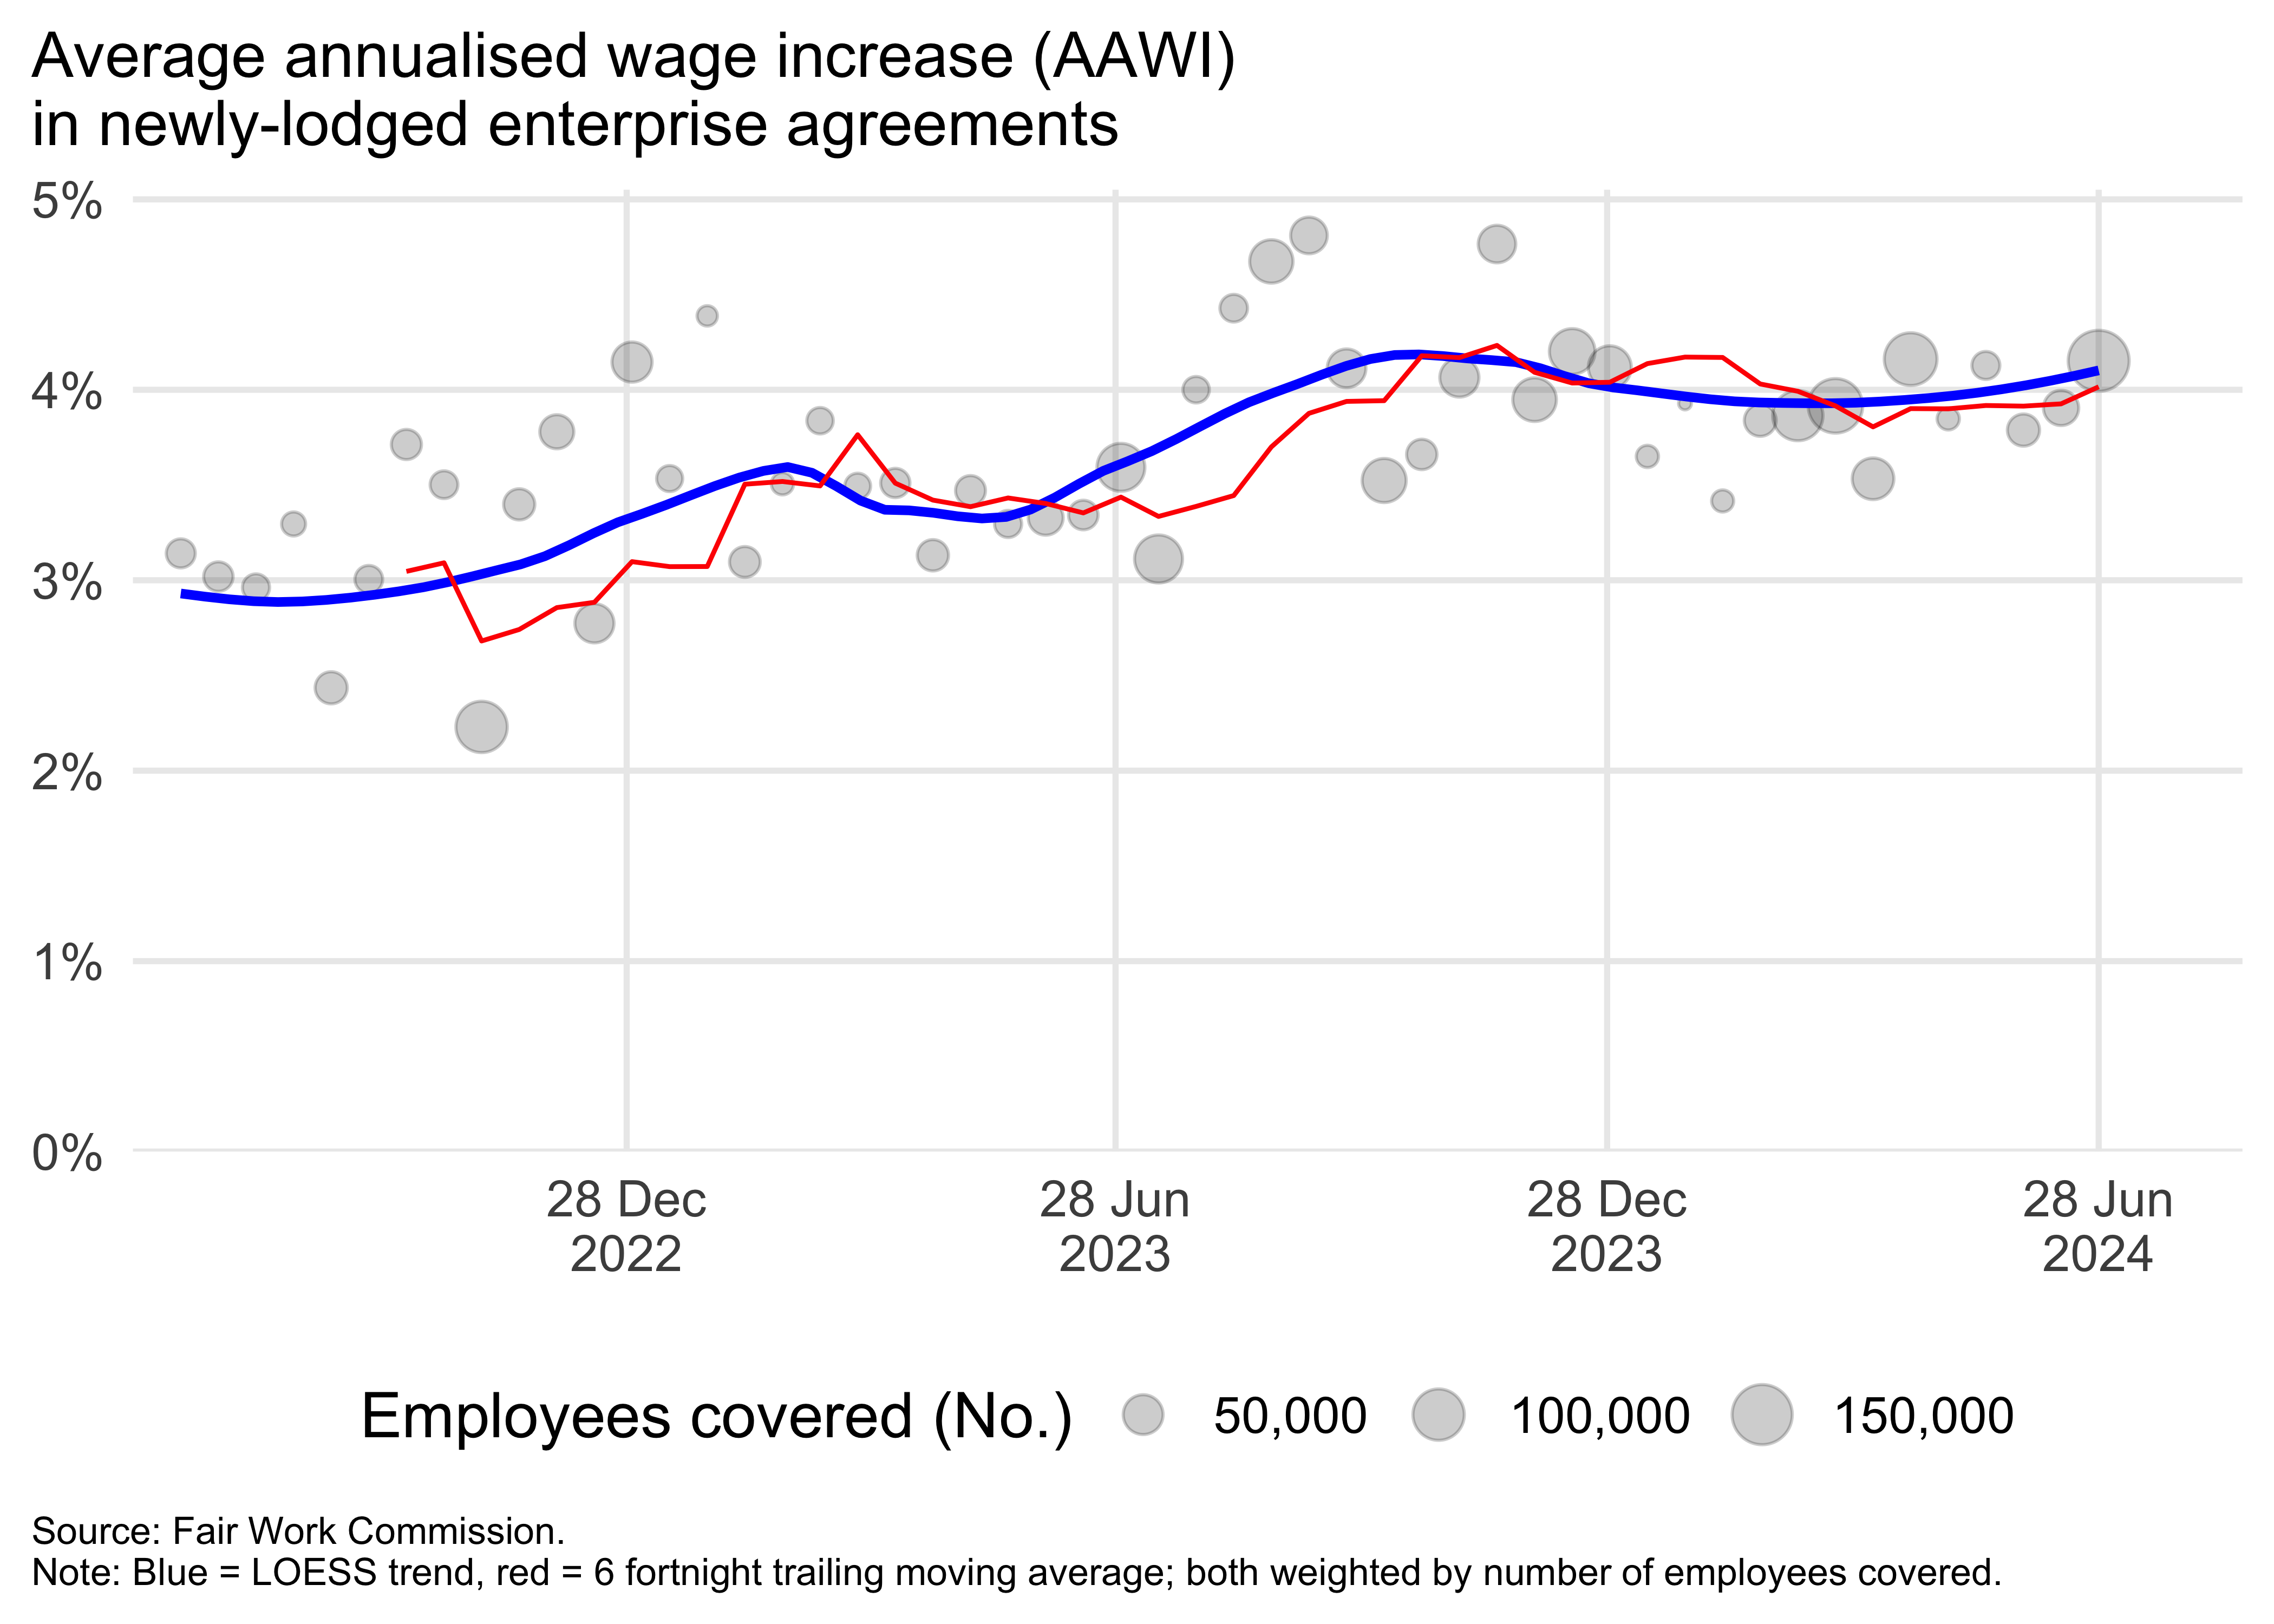 Average annualised wage increase (AAWI)
in newly-lodged enterprise agreements
5%
4%
3%
2%
1%
0%
28 Dec
2022
28 Jun
2023
28 Dec
2023
28 Jun
2024
Employees covered (No.) 50,000 100,000 150,000
Source: Fair Work Commission.
Note: Blue = LOESS trend, red = 6 fortnight trailing moving average; both weighted by number of employees covered.